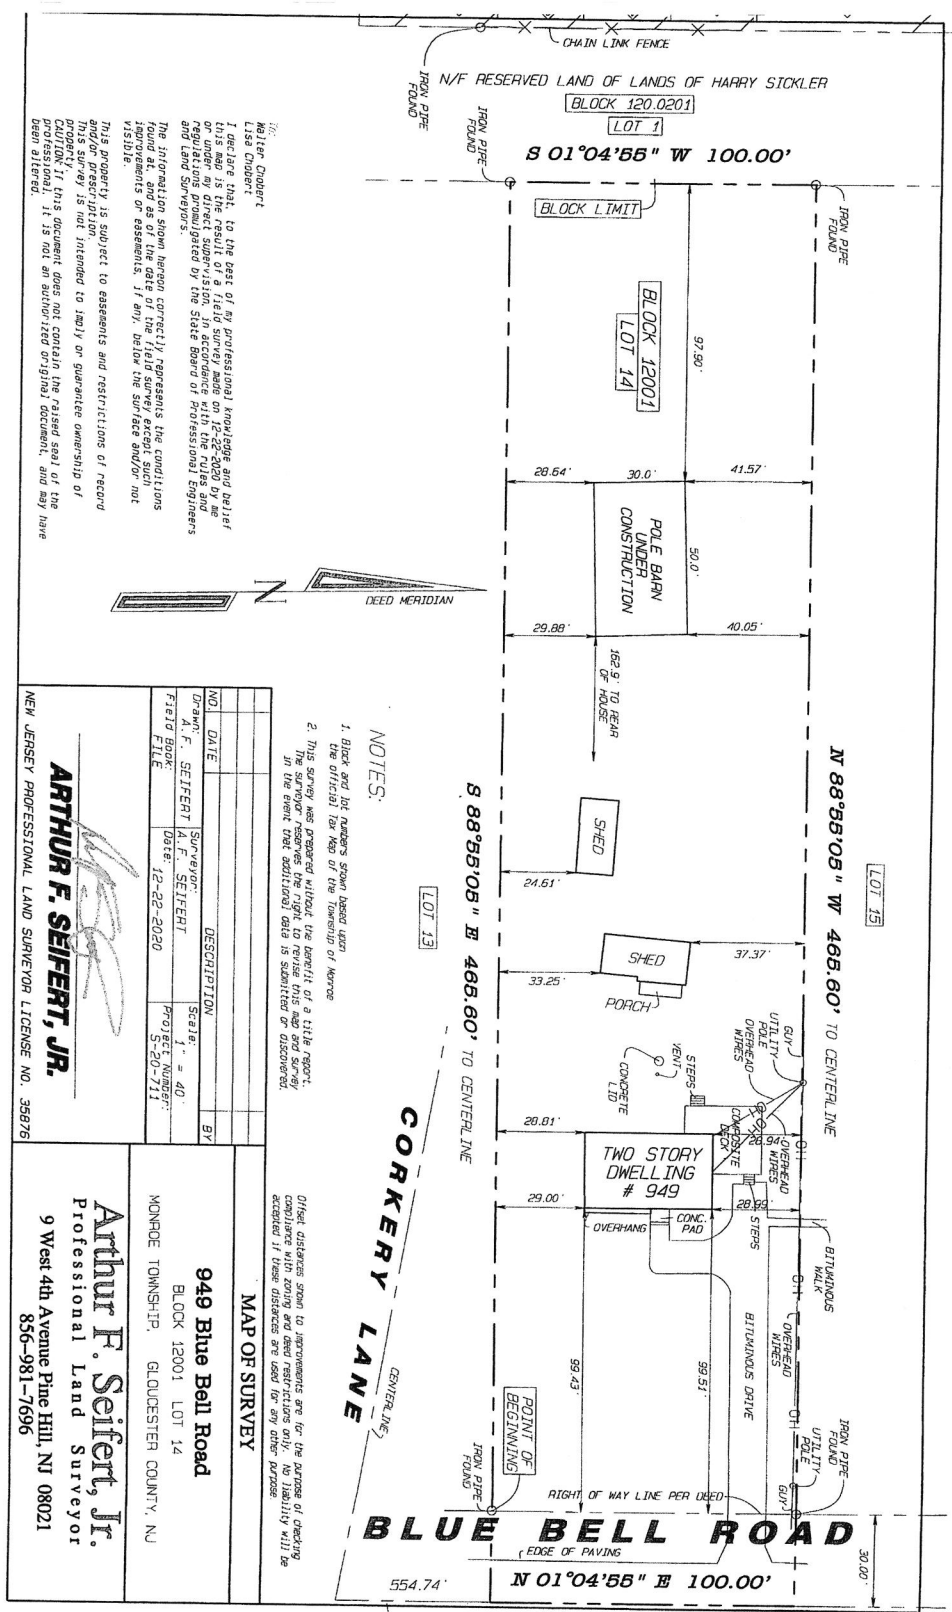 CHAIN LINK FENCE
IRON PIPE
FOUND
N/F RESERVED LAND OF LANDS OF HARRY SICKLER
BLOCK 120.0201
LOT 1
IRON PIPE
FOUND
S 01°04'55" W 100.00'
BLOCK LIMIT
IRON PIPE
FOUND
BLOCK 12001
LOT 14
97.90'
28.64'
30.0'
41.57'
POLE BARN
UNDER
CONSTRUCTION
50.0'
29.88'
40.05'
162.9' TO REAR
OF HOUSE
N 88°55'05" W 465.60' TO CENTERLINE
LOT 15
S 88°55'05" E 465.60' TO CENTERLINE
LOT 13
SHED
24.61'
SHED
37.37'
33.25'
PORCH
GUY
UTILITY
POLE
OVERHEAD
WIRES
STEPS
VENT
CONCRETE
LID
COMPOSITE
DECK
28.94'
OVERHEAD
WIRES
28.81'
TWO STORY
DWELLING
# 949
29.00'
28.99'
OVERHANG
CONC.
PAD
STEPS
BITUMINOUS
WALK
OVERHEAD
WIRES
BITUMINOUS DRIVE
99.43'
99.51'
POINT OF
BEGINNING
IRON PIPE
FOUND
UTILITY
POLE
GUY
IRON PIPE
FOUND
RIGHT OF WAY LINE PER DEED
BLUE BELL ROAD
EDGE OF PAVING
30.00'
554.74'
N 01°04'55" E 100.00'
CORKERY LANE
CENTERLINE
DEED MERIDIAN
N
To:
Walter Chobert
Lisa Chobert
I declare that, to the best of my professional knowledge and belief
this map is the result of a field survey made on 12-22-2020 by me
or under my direct supervision, in accordance with the rules and
regulations promulgated by the State Board of Professional Engineers
and Land Surveyors.
The information shown hereon correctly represents the conditions
found at, and as of the date of the field survey except such
improvements or easements, if any, below the surface and/or not
visible.
This property is subject to easements and restrictions of record
and/or prescription.
This survey is not intended to imply or guarantee ownership of
property.
CAUTION: If this document does not contain the raised seal of the
professional, it is not an authorized original document, and may have
been altered.
NOTES:
1. Block and lot numbers shown based upon
the official Tax Map of the Township of Monroe
2. This survey was prepared without the benefit of a title report.
The surveyor reserves the right to revise this map and survey
in the event that additional data is submitted or discovered.
Offset distances shown to improvements are for the purpose of checking
compliance with zoning and deed restrictions only. No liability will be
accepted if these distances are used for any other purpose
NO. DATE DESCRIPTION BY
Drawn: A.F. SEIFERT
Surveyor: A.F. SEIFERT
Scale: 1" = 40'
Field Book: FILE
Date: 12-22-2020
Project Number: S-20-711
ARTHUR F. SEIFERT, JR.
NEW JERSEY PROFESSIONAL LAND SURVEYOR LICENSE NO. 35876
MAP OF SURVEY
949 Blue Bell Road
BLOCK 12001 LOT 14
MONROE TOWNSHIP, GLOUCESTER COUNTY, NJ
Arthur F. Seifert, Jr.
Professional Land Surveyor
9 West 4th Avenue Pine Hill, NJ 08021
856-981-7696